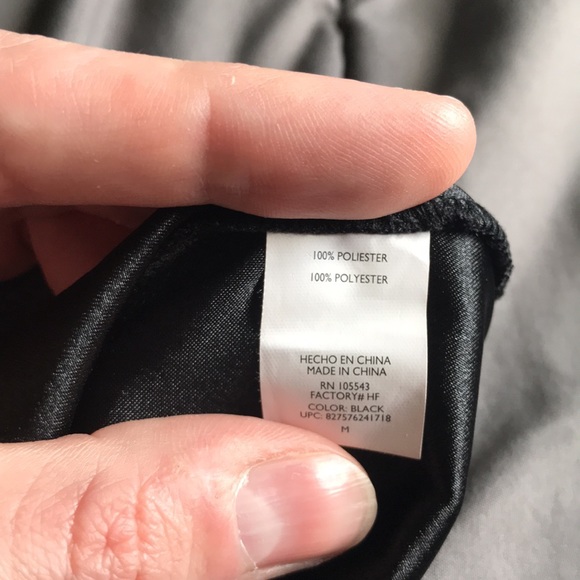 100% POLIESTER
100% POLYESTER
HECHO EN CHINA
MADE IN CHINA
RN 105543
FACTORY# HF
COLOR: BLACK
UPC: 827576241718
M